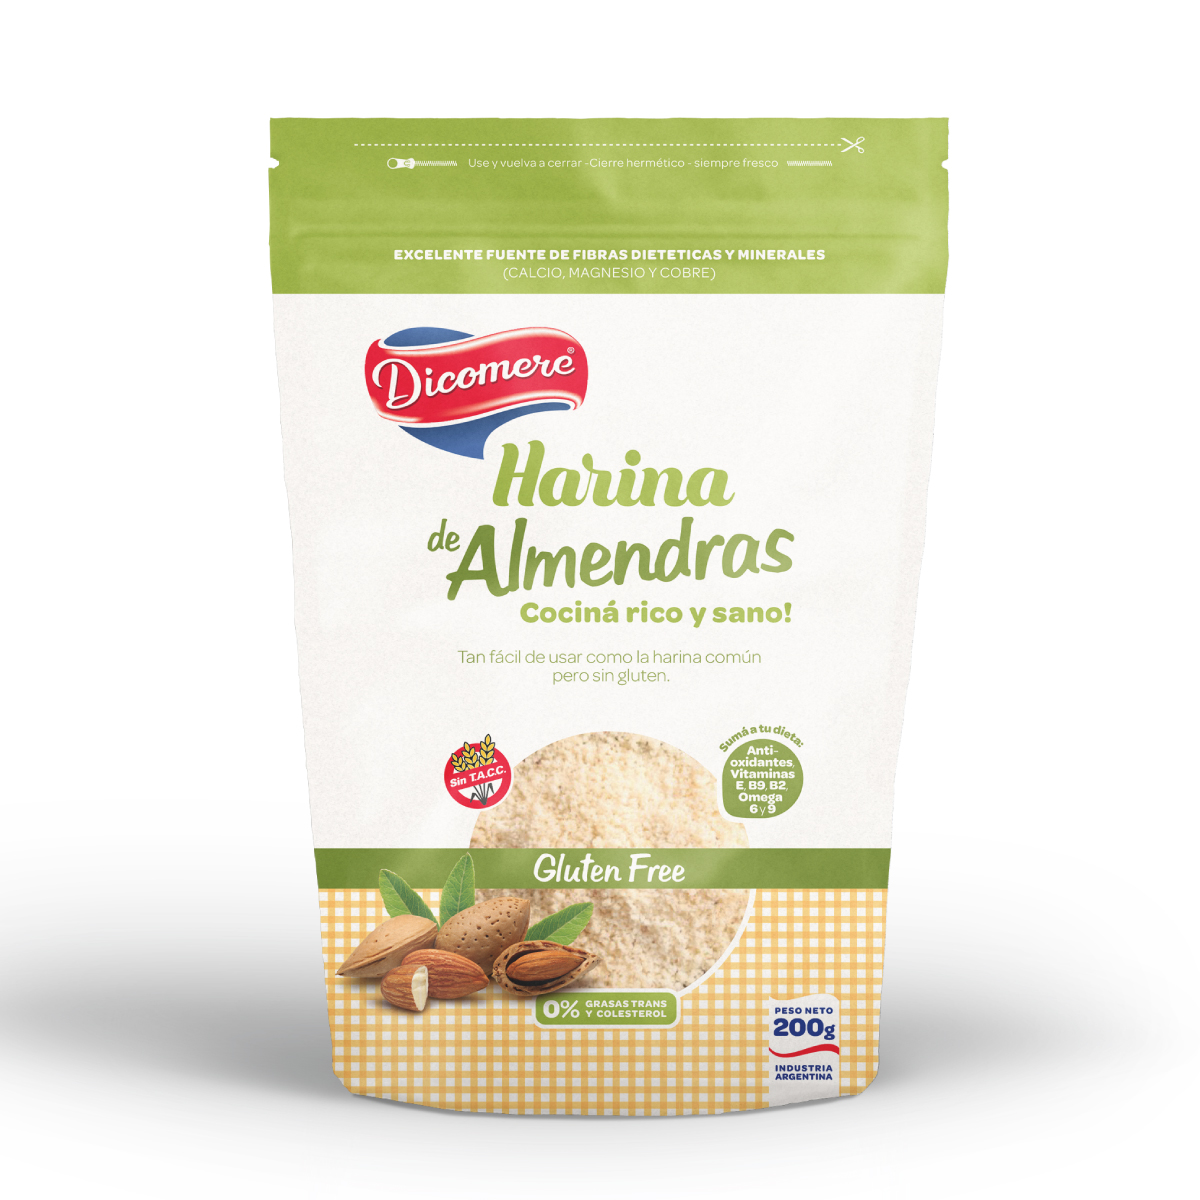 Use y vuelva a cerrar -Cierre hermético - siempre fresco
EXCELENTE FUENTE DE FIBRAS DIETETICAS Y MINERALES
(CALCIO, MAGNESIO Y COBRE)
Dicomere®
Harina
de Almendras
Cociná rico y sano!
Tan fácil de usar como la harina común
pero sin gluten.
Sin T.A.C.C.
Sumá a tu dieta:
Anti-
oxidantes,
Vitaminas
E, B9, B2,
Omega
6 y 9
Gluten Free
0% GRASAS TRANS
Y COLESTEROL
PESO NETO
200g
INDUSTRIA
ARGENTINA